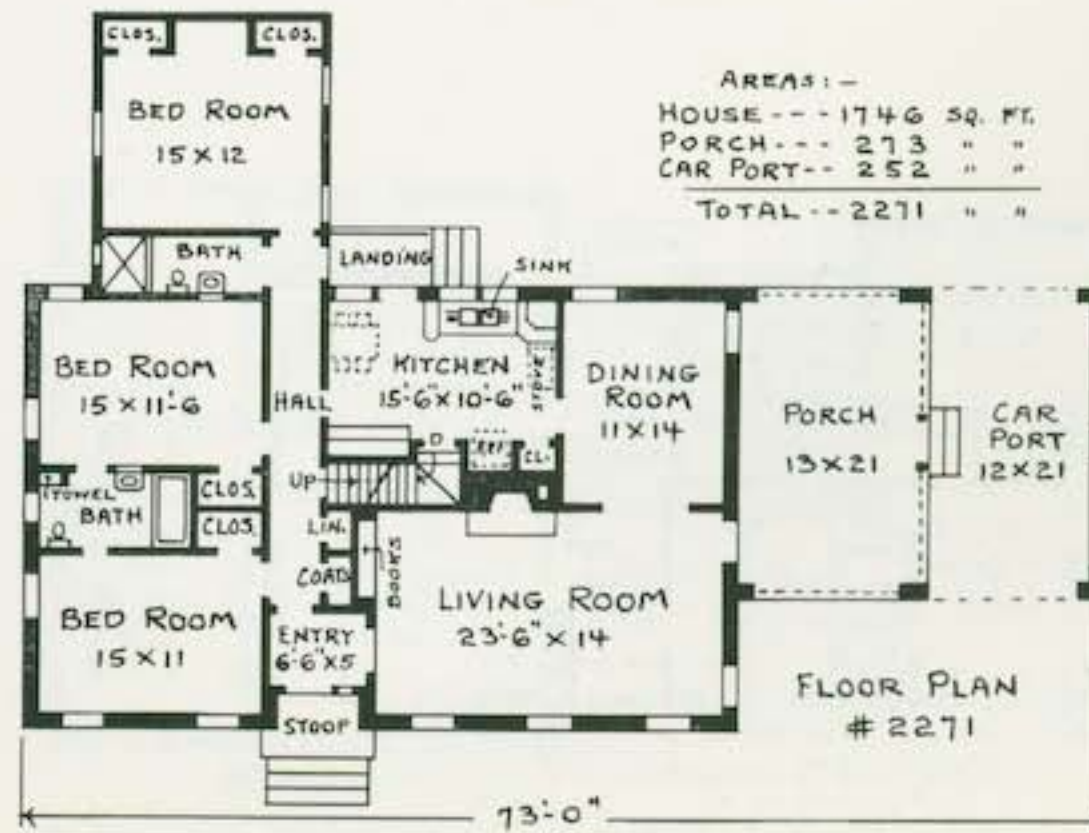 CLOS.
CLOS.
BED ROOM
15 X 12
AREAS:-
HOUSE --- 1746 SQ. FT.
PORCH --- 273 " "
CAR PORT -- 252 " "
TOTAL -- 2271 " "
BATH
LANDING
SINK
BED ROOM
15 X 11'-6
HALL
KITCHEN
15'-6" X 10'-6"
STOVE
DINING
ROOM
11 X 14
PORCH
13 X 21
CAR
PORT
12 X 21
D
REF.
CL.
UP
TOWEL
BATH
CLOS.
CLOS.
LIN.
COATS
BOOKS
LIVING ROOM
23'-6" X 14
BED ROOM
15 X 11
ENTRY
6'-6" X 5
STOOP
FLOOR PLAN
# 2271
73'-0"